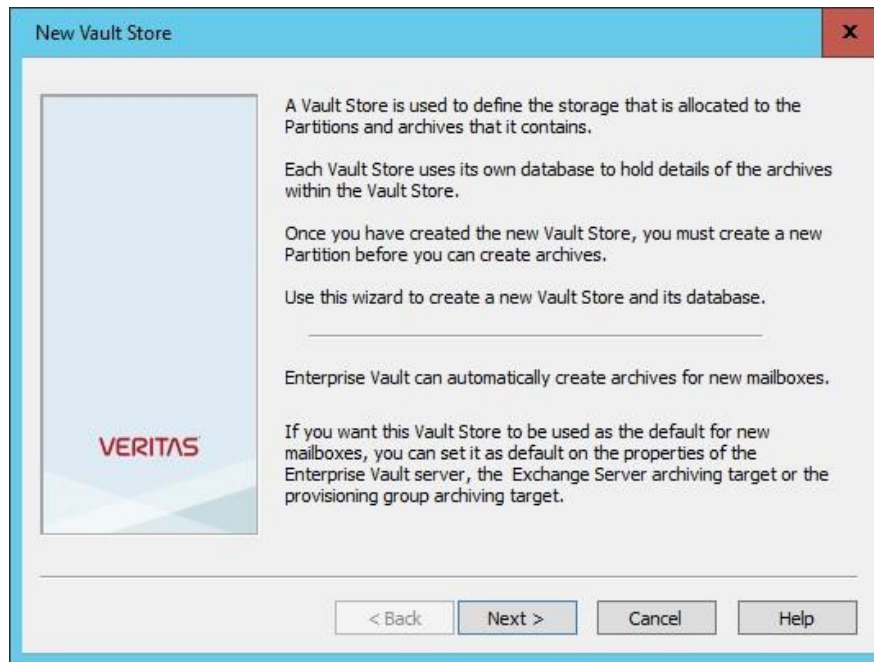 New Vault Store
x
A Vault Store is used to define the storage that is allocated to the
Partitions and archives that it contains.
Each Vault Store uses its own database to hold details of the archives
within the Vault Store.
Once you have created the new Vault Store, you must create a new
Partition before you can create archives.
Use this wizard to create a new Vault Store and its database.
Enterprise Vault can automatically create archives for new mailboxes.
If you want this Vault Store to be used as the default for new
mailboxes, you can set it as default on the properties of the
Enterprise Vault server, the Exchange Server archiving target or the
provisioning group archiving target.
VERITAS
< Back Next > Cancel Help